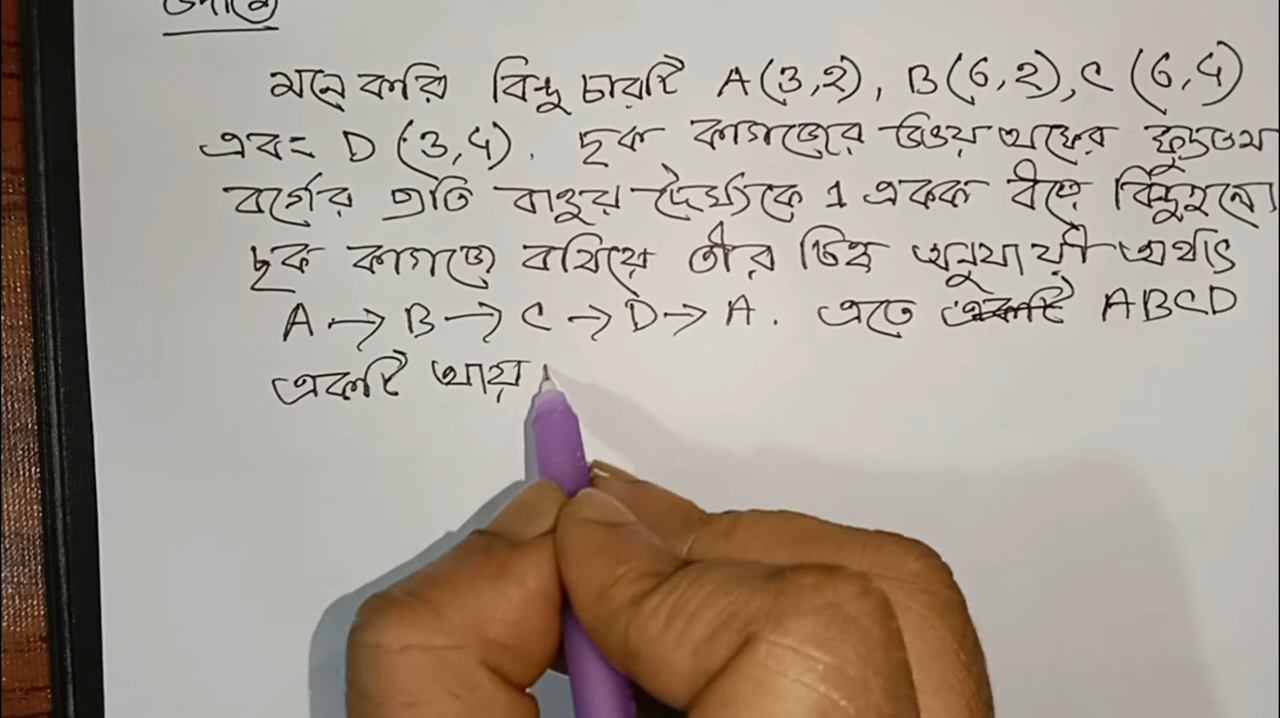 মনে করি বিন্দু চারটি A(3,2), B(6,2), C(6,4)
এবং D(3,4). ছক কাগজের উভয় অক্ষের ক্ষুদ্রতম
বর্গের প্রতি বাহুর দৈর্ঘ্যকে 1 একক ধরে বিন্দুগুলো
ছক কাগজে বসিয়ে তীর চিহ্ন অনুযায়ী অর্থাৎ
A → B → C → D → A. এতে একটি ABCD
একটি আয়